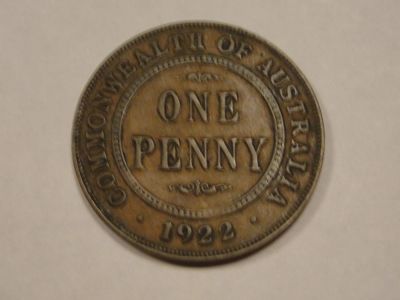 COMMONWEALTH OF AUSTRALIA
ONE
PENNY
· 1922 ·